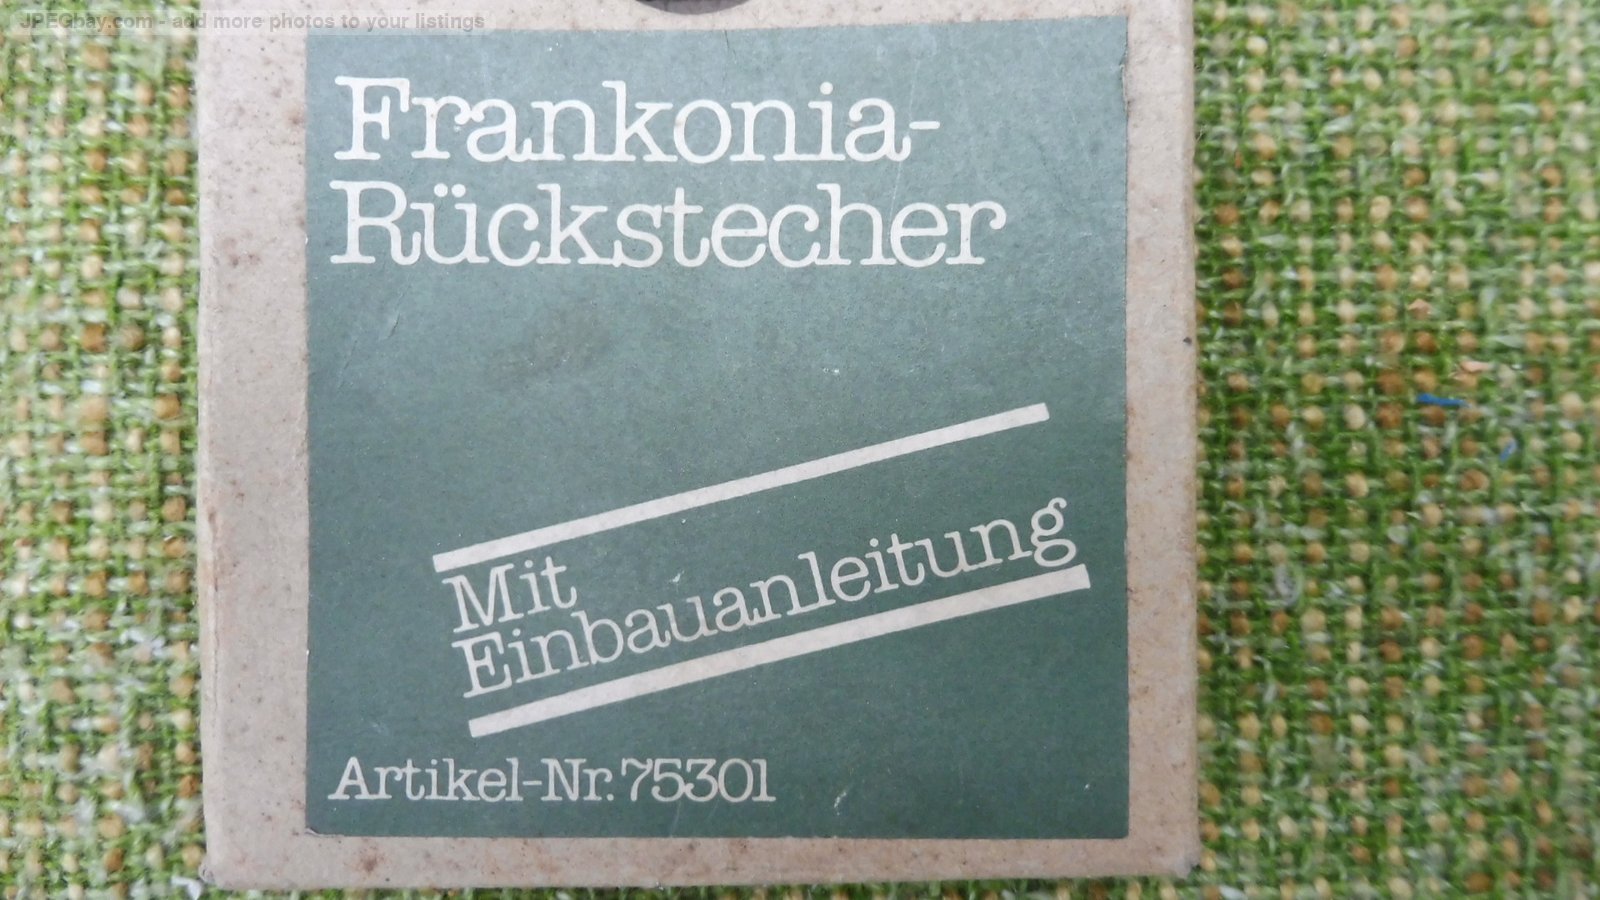 JPEGbay.com - add more photos to your listings
Frankonia-
Rückstecher
Mit
Einbauanleitung
Artikel-Nr. 75301